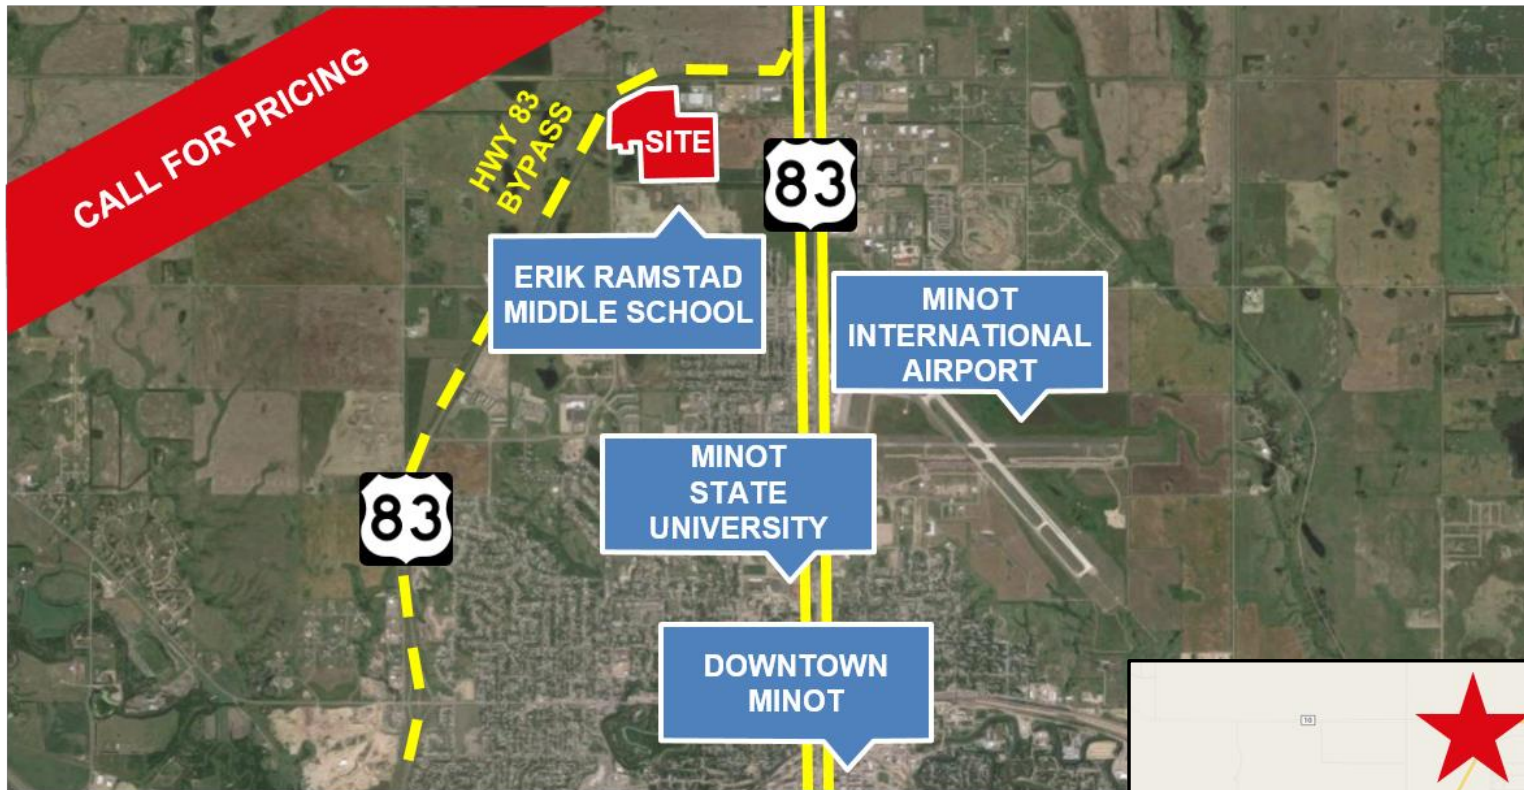 CALL FOR PRICING
HWY 83
BYPASS
SITE
83
ERIK RAMSTAD
MIDDLE SCHOOL
MINOT
INTERNATIONAL
AIRPORT
MINOT
STATE
UNIVERSITY
83
DOWNTOWN
MINOT
10